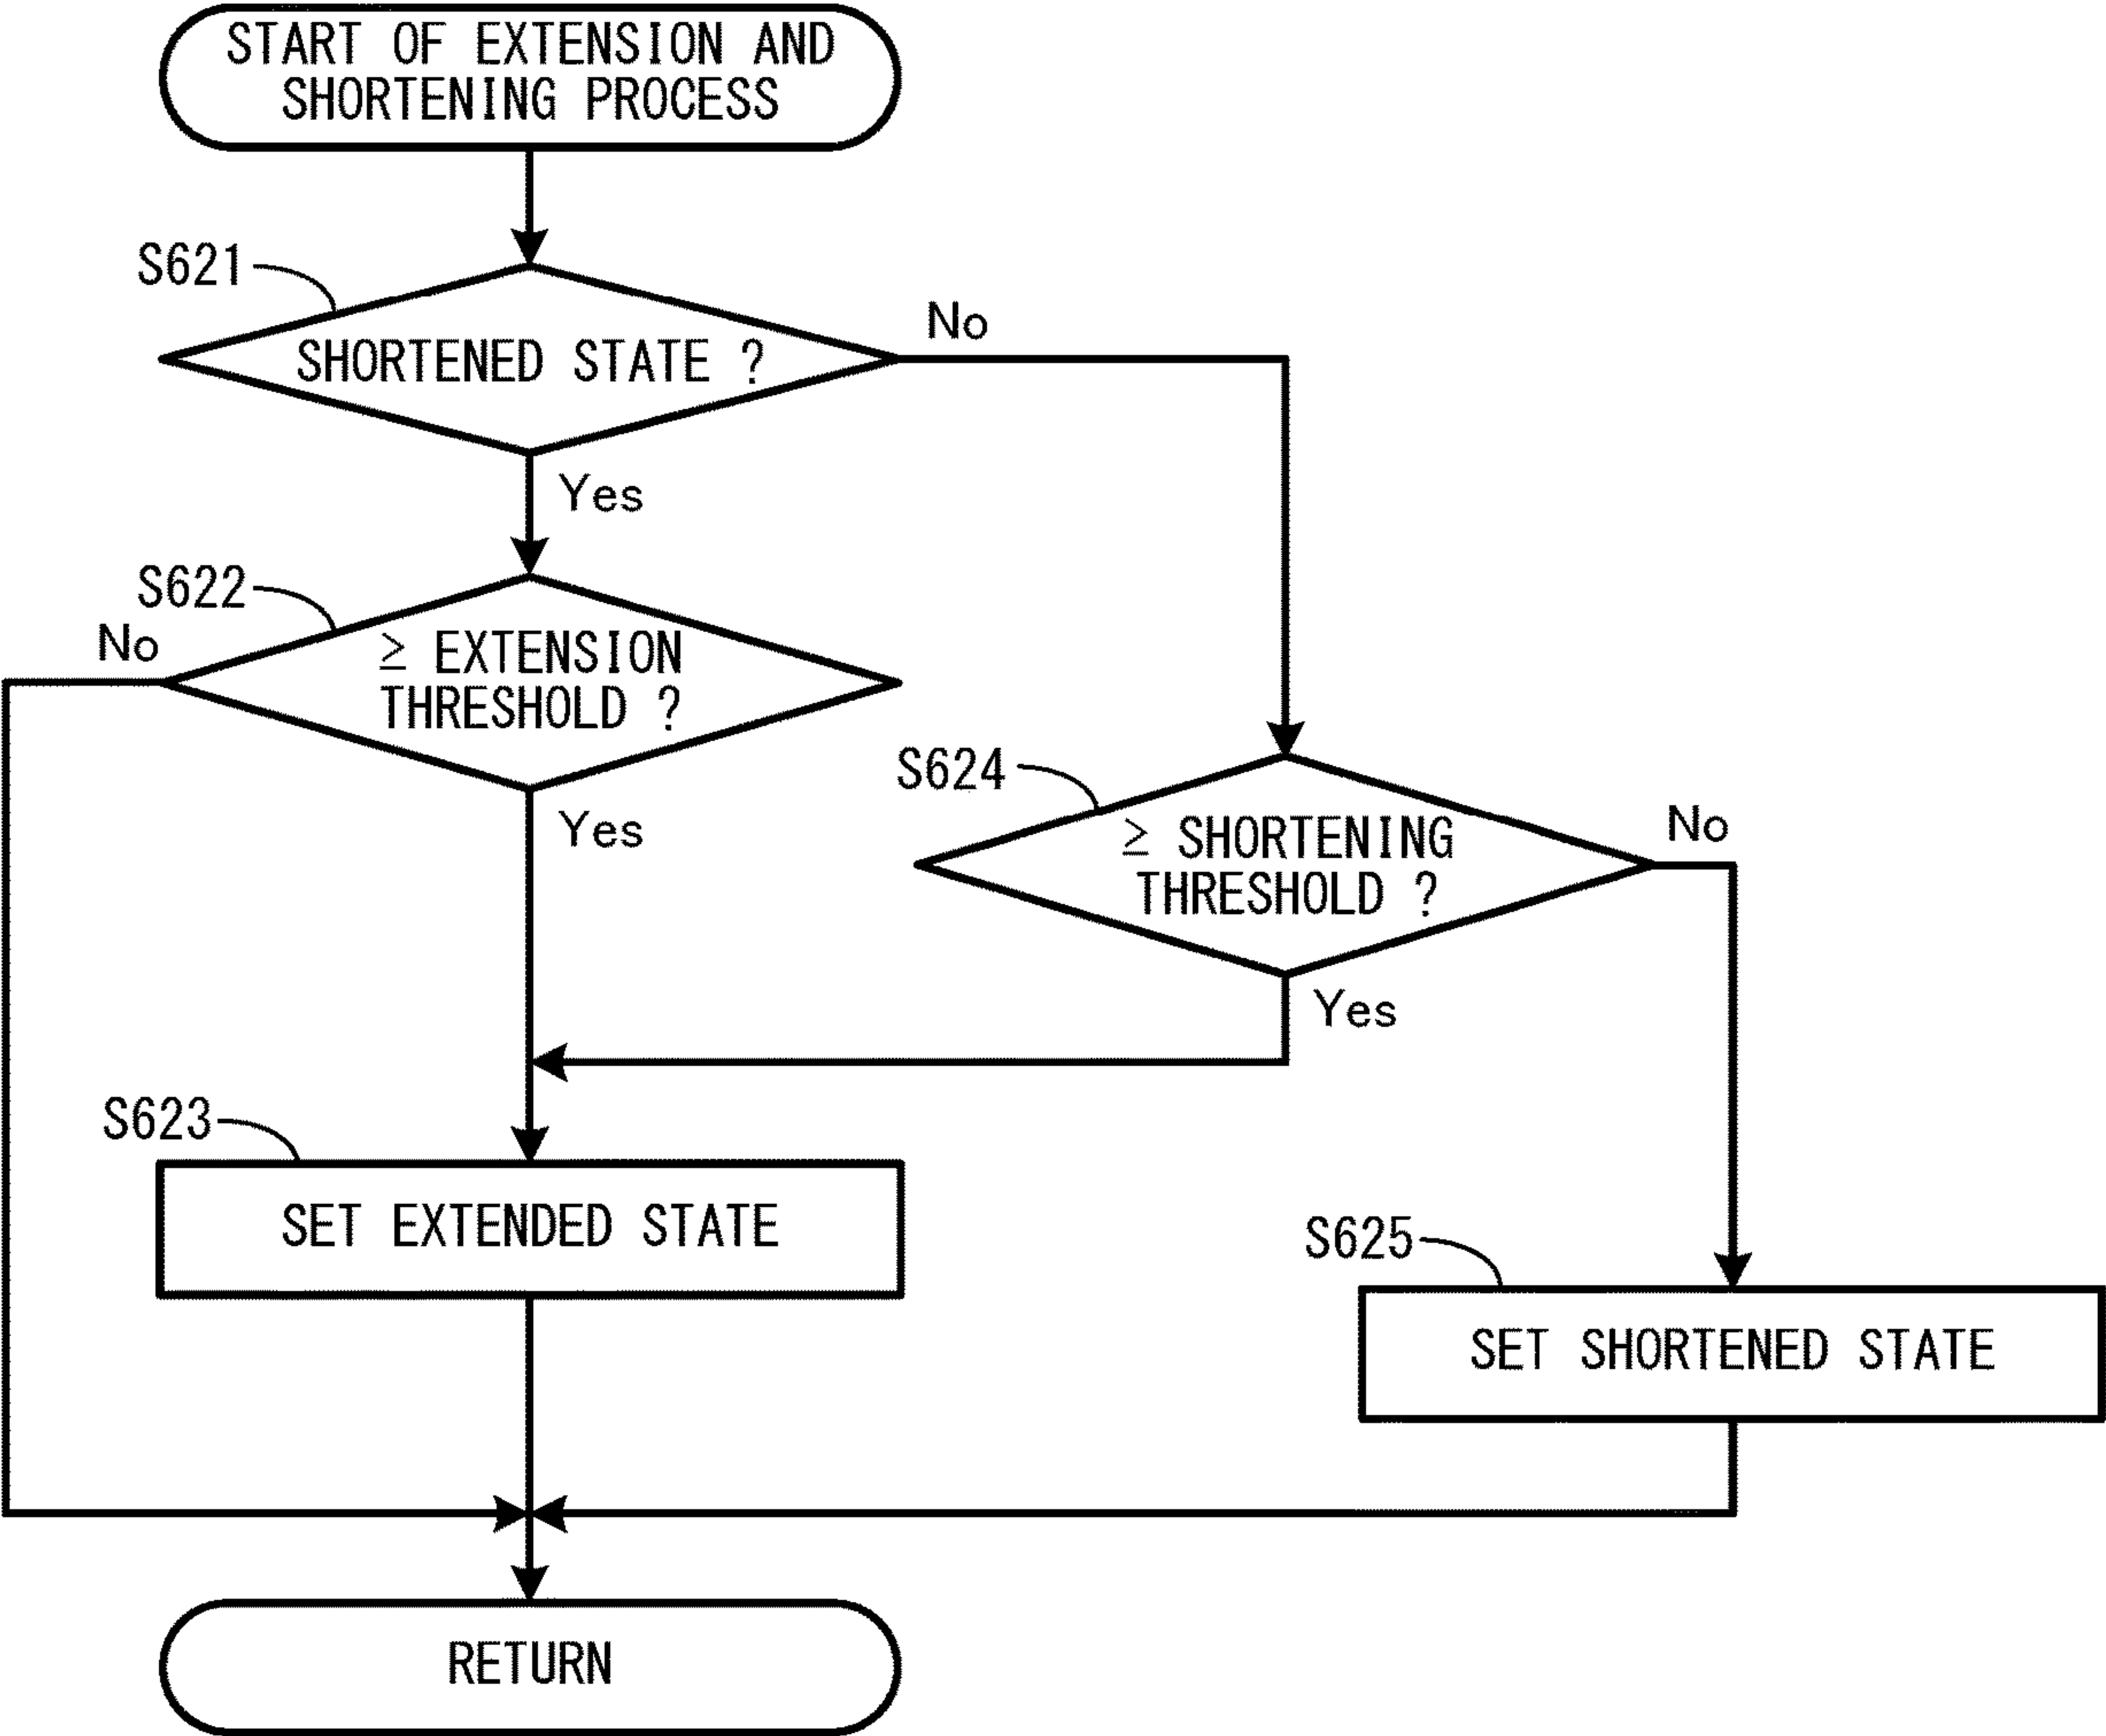 START OF EXTENSION AND
SHORTENING PROCESS
S621
SHORTENED STATE ?
No
Yes
S622
No
≥ EXTENSION
THRESHOLD ?
Yes
S624
≥ SHORTENING
THRESHOLD ?
No
Yes
S623
SET EXTENDED STATE
S625
SET SHORTENED STATE
RETURN